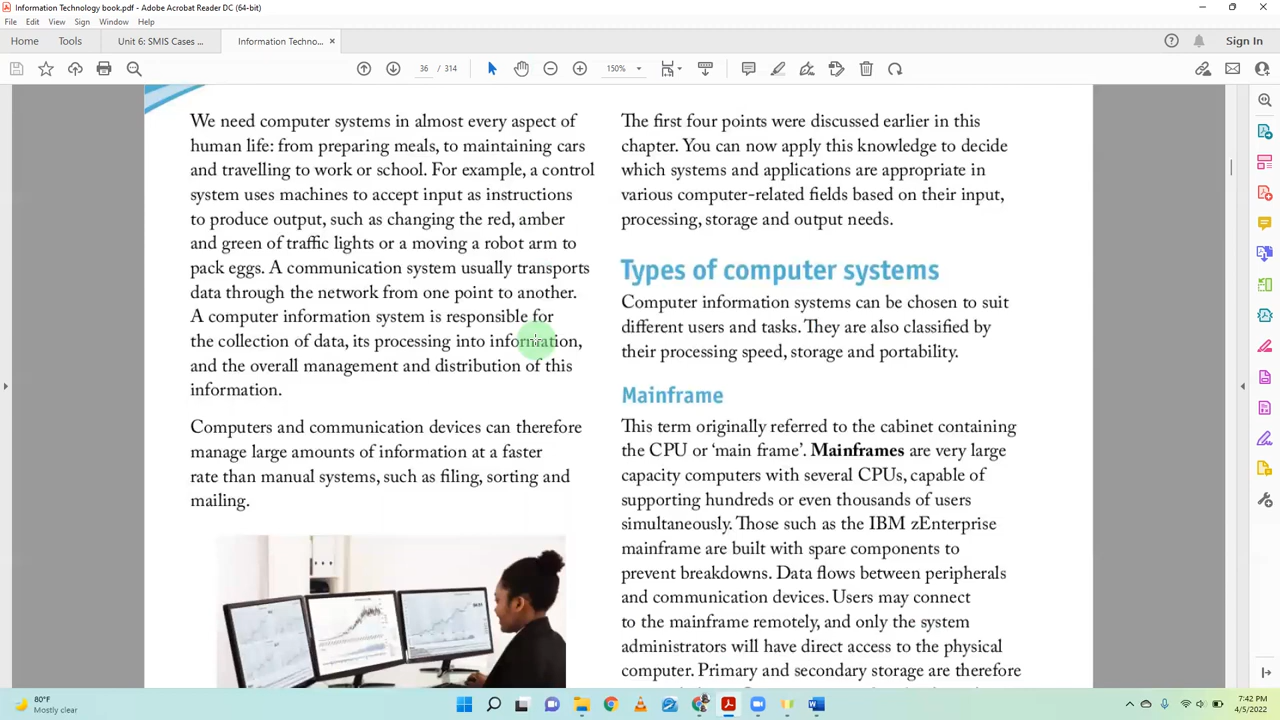 Information Technology book.pdf - Adobe Acrobat Reader DC (64-bit)
File Edit View Sign Window Help
Home Tools Unit 6: SMIS Cases ... Information Techno... ×
Sign In
36 / 314
150%
We need computer systems in almost every aspect of
human life: from preparing meals, to maintaining cars
and travelling to work or school. For example, a control
system uses machines to accept input as instructions
to produce output, such as changing the red, amber
and green of traffic lights or a moving a robot arm to
pack eggs. A communication system usually transports
data through the network from one point to another.
A computer information system is responsible for
the collection of data, its processing into information,
and the overall management and distribution of this
information.
Computers and communication devices can therefore
manage large amounts of information at a faster
rate than manual systems, such as filing, sorting and
mailing.
The first four points were discussed earlier in this
chapter. You can now apply this knowledge to decide
which systems and applications are appropriate in
various computer-related fields based on their input,
processing, storage and output needs.
Types of computer systems
Computer information systems can be chosen to suit
different users and tasks. They are also classified by
their processing speed, storage and portability.
Mainframe
This term originally referred to the cabinet containing
the CPU or ‘main frame’. Mainframes are very large
capacity computers with several CPUs, capable of
supporting hundreds or even thousands of users
simultaneously. Those such as the IBM zEnterprise
mainframe are built with spare components to
prevent breakdowns. Data flows between peripherals
and communication devices. Users may connect
to the mainframe remotely, and only the system
administrators will have direct access to the physical
computer. Primary and secondary storage are therefore
80°F
Mostly clear
7:42 PM
4/5/2022